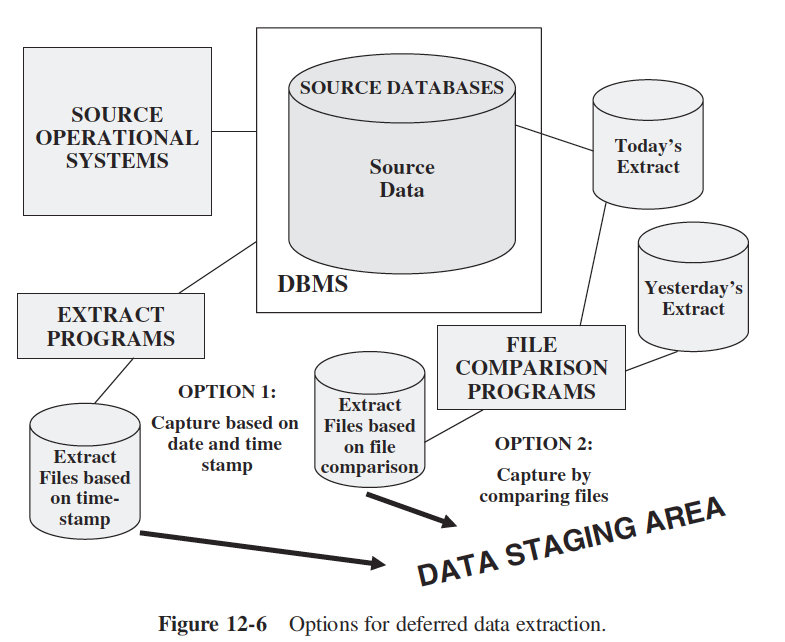 SOURCE
OPERATIONAL
SYSTEMS
SOURCE DATABASES
Source
Data
DBMS
Today’s
Extract
Yesterday’s
Extract
EXTRACT
PROGRAMS
FILE
COMPARISON
PROGRAMS
OPTION 1:
Capture based on
date and time
stamp
Extract
Files based
on file
comparison
OPTION 2:
Capture by
comparing files
Extract
Files based
on time-
stamp
DATA STAGING AREA
Figure 12-6 Options for deferred data extraction.